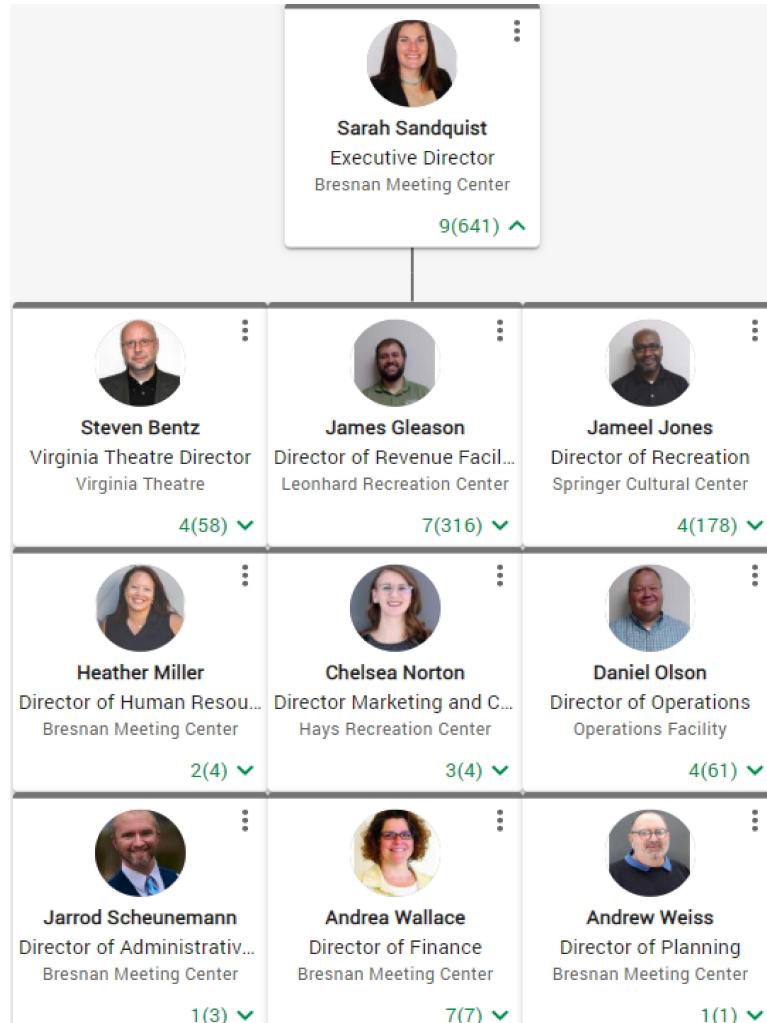 Sarah Sandquist
Executive Director
Bresnan Meeting Center
9(641)
Steven Bentz
Virginia Theatre Director
Virginia Theatre
4(58)
James Gleason
Director of Revenue Facil...
Leonhard Recreation Center
7(316)
Jameel Jones
Director of Recreation
Springer Cultural Center
4(178)
Heather Miller
Director of Human Resou...
Bresnan Meeting Center
2(4)
Chelsea Norton
Director Marketing and C...
Hays Recreation Center
3(4)
Daniel Olson
Director of Operations
Operations Facility
4(61)
Jarrod Scheunemann
Director of Administrativ...
Bresnan Meeting Center
1(3)
Andrea Wallace
Director of Finance
Bresnan Meeting Center
7(7)
Andrew Weiss
Director of Planning
Bresnan Meeting Center
1(1)